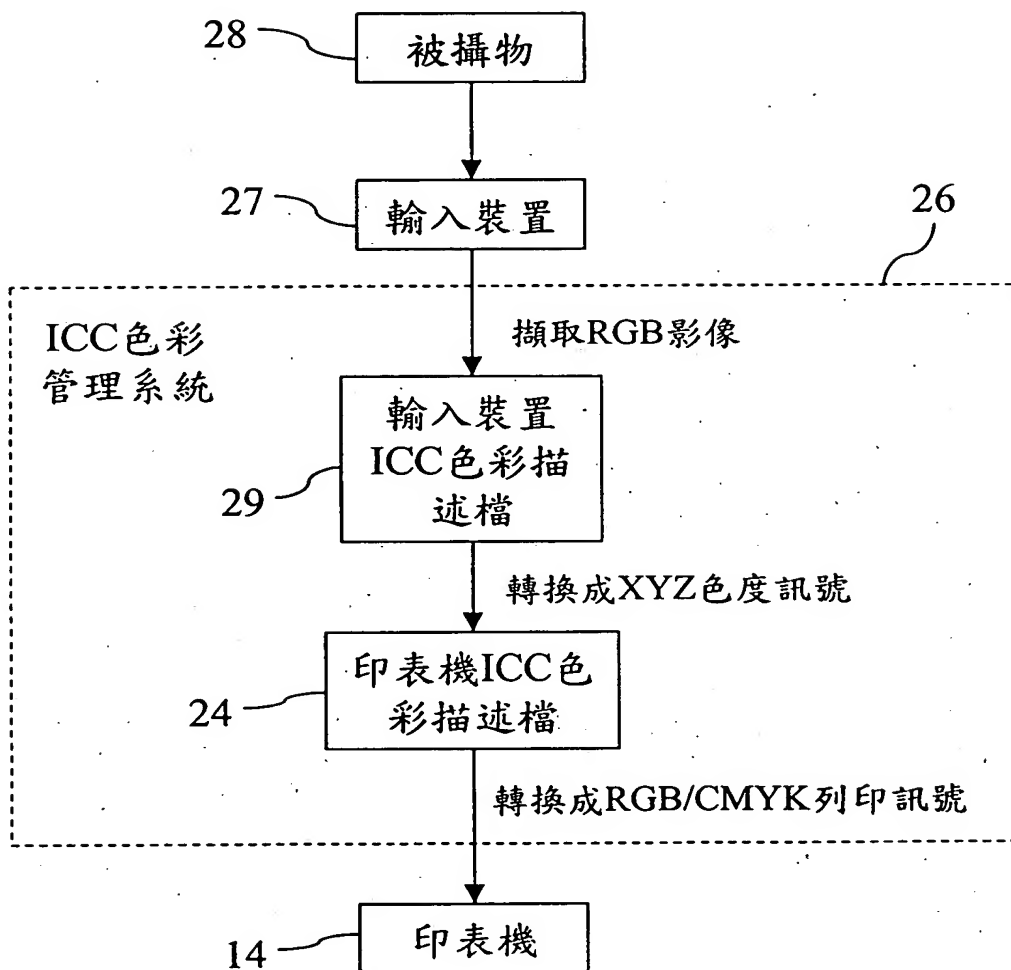 28
被攝物
27
輸入裝置
26
ICC色彩
管理系統
擷取RGB影像
輸入裝置
ICC色彩描
述檔
29
轉換成XYZ色度訊號
印表機ICC色
彩描述檔
24
轉換成RGB/CMYK列印訊號
印表機
14